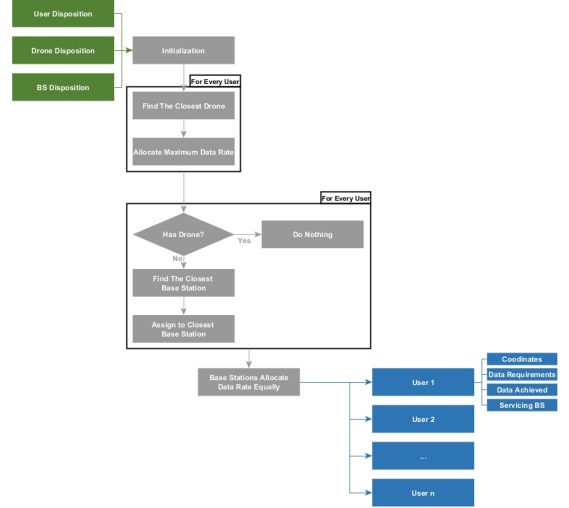 User Disposition
Drone Disposition
BS Disposition
Initialization
For Every User
Find The Closest Drone
Allocate Maximum Data Rate
For Every User
Has Drone?
Yes
Do Nothing
No
Find The Closest
Base Station
Assign to Closest
Base Station
Base Stations Allocate
Data Rate Equally
User 1
User 2
...
User n
Coodinates
Data Requirements
Data Achieved
Servicing BS